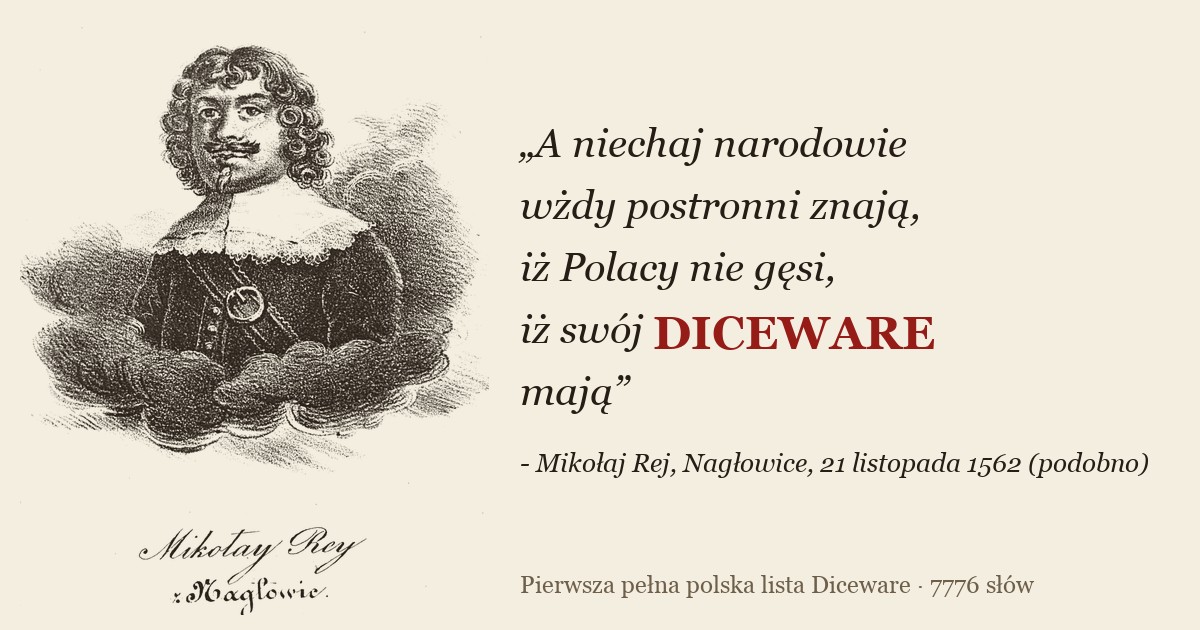 „A niechaj narodowie
wżdy postronni znają,
iż Polacy nie gęsi,
iż swój DICEWARE
mają”
- Mikołaj Rej, Nagłowice, 21 listopada 1562 (podobno)
Mikołay Rey
z Nagłowic.
Pierwsza pełna polska lista Diceware · 7776 słów